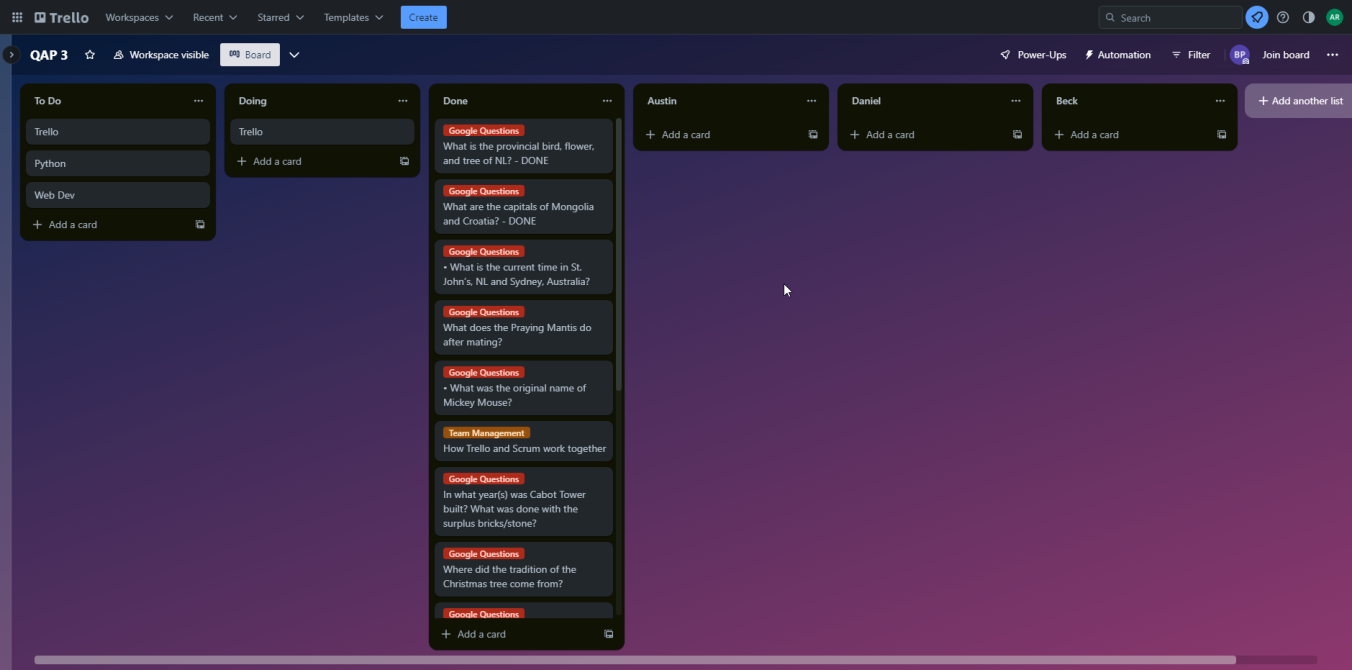 Trello
Workspaces
Recent
Starred
Templates
Create
Search
AR
QAP 3
Workspace visible
Board
Power-Ups
Automation
Filter
BP
Join board
To Do
Trello
Python
Web Dev
Add a card
Doing
Trello
Add a card
Done
Google Questions
What is the provincial bird, flower,
and tree of NL? - DONE
Google Questions
What are the capitals of Mongolia
and Croatia? - DONE
Google Questions
• What is the current time in St.
John's, NL and Sydney, Australia?
Google Questions
What does the Praying Mantis do
after mating?
Google Questions
• What was the original name of
Mickey Mouse?
Team Management
How Trello and Scrum work together
Google Questions
In what year(s) was Cabot Tower
built? What was done with the
surplus bricks/stone?
Google Questions
Where did the tradition of the
Christmas tree come from?
Google Questions
Add a card
Austin
Add a card
Daniel
Add a card
Beck
Add a card
Add another list